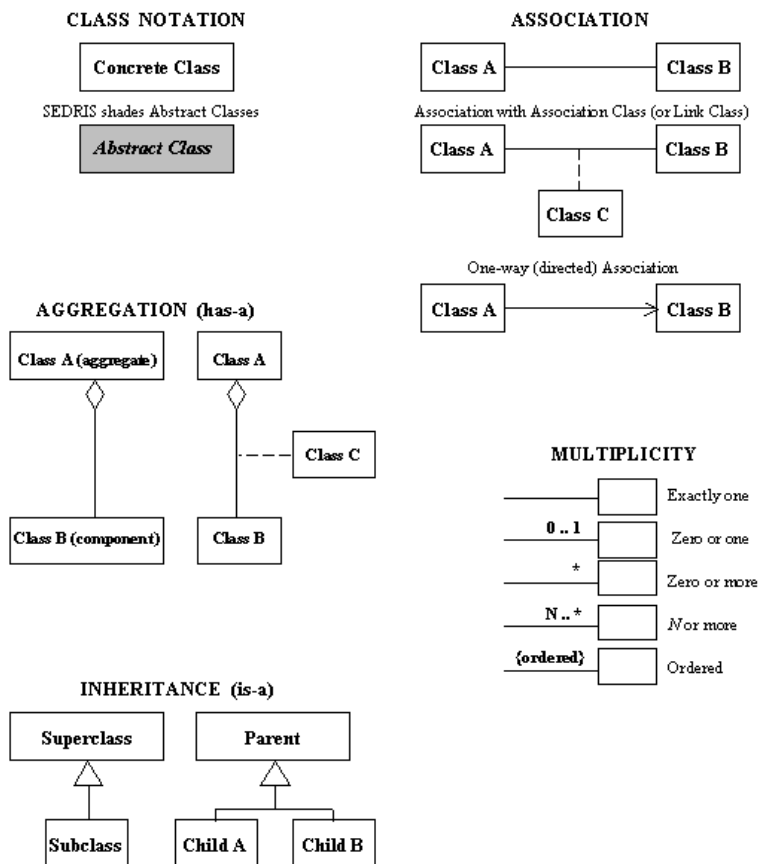 CLASS NOTATION
Concrete Class
SEDRIS shades Abstract Classes
Abstract Class
ASSOCIATION
Class A
Class B
Association with Association Class (or Link Class)
Class A
Class B
Class C
One-way (directed) Association
Class A
Class B
AGGREGATION (has-a)
Class A (aggregate)
Class B (component)
Class A
Class C
Class B
MULTIPLICITY
Exactly one
0 .. 1
Zero or one
*
Zero or more
N .. *
N or more
{ordered}
Ordered
INHERITANCE (is-a)
Superclass
Subclass
Parent
Child A
Child B